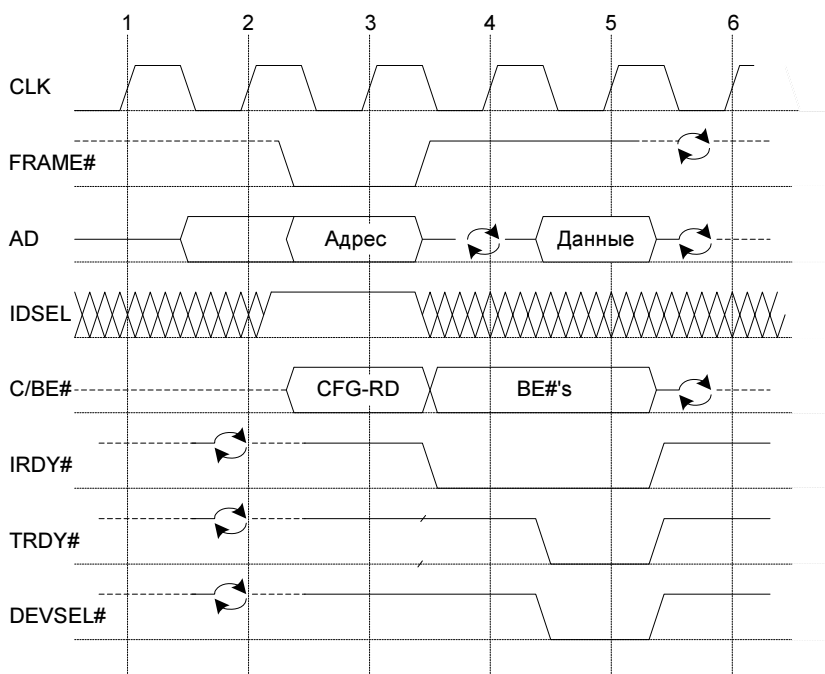 1 2 3 4 5 6
CLK
FRAME#
AD Адрес Данные
IDSEL
C/BE# CFG-RD BE#'s
IRDY#
TRDY#
DEVSEL#